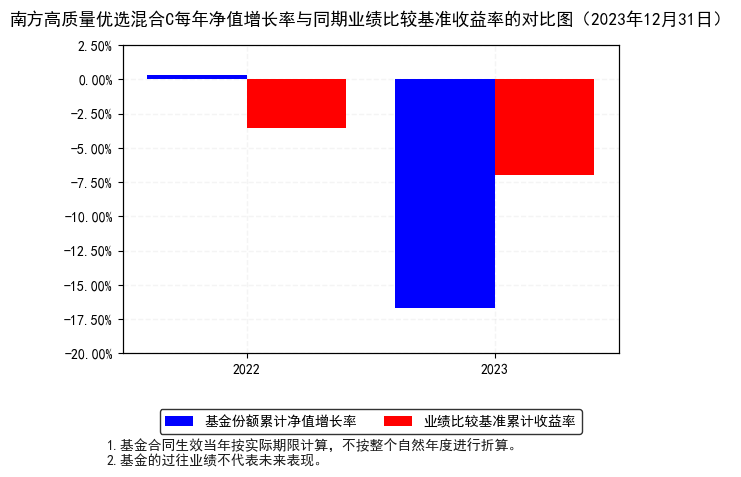 南方高质量优选混合C每年净值增长率与同期业绩比较基准收益率的对比图（2023年12月31日）
2.50%
0.00%
-2.50%
-5.00%
-7.50%
-10.00%
-12.50%
-15.00%
-17.50%
-20.00%
2022 2023
基金份额累计净值增长率 业绩比较基准累计收益率
1.基金合同生效当年按实际期限计算，不按整个自然年度进行折算。
2.基金的过往业绩不代表未来表现。